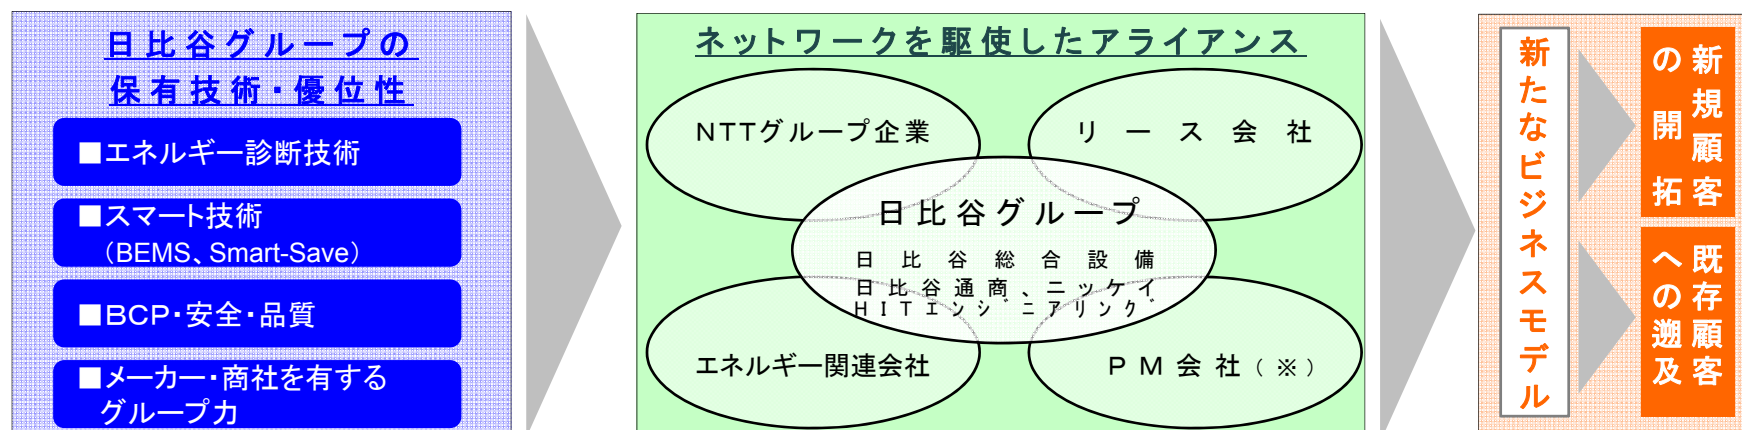 日比谷グループの
保有技術・優位性
■エネルギー診断技術
■スマート技術
（BEMS、Smart-Save）
■BCP・安全・品質
■メーカー・商社を有する
グループ力
ネットワークを駆使したアライアンス
NTTグループ企業
リース会社
日比谷グループ
日比谷総合設備
日比谷通商、ニッケイ
HITエンジニアリング
エネルギー関連会社
PM会社（※）
新たなビジネスモデル
新規顧客
の開拓
既存顧客
への遡及